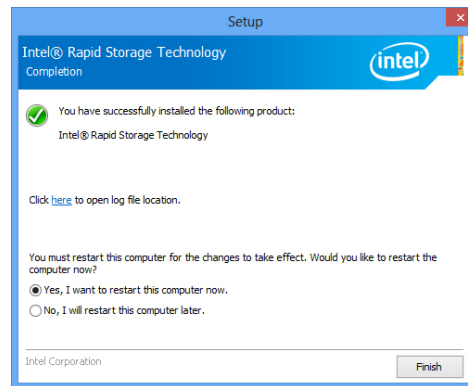 Setup
Intel® Rapid Storage Technology
Completion
intel
You have successfully installed the following product:
Intel® Rapid Storage Technology
Click here to open log file location.
You must restart this computer for the changes to take effect. Would you like to restart the
computer now?
Yes, I want to restart this computer now.
No, I will restart this computer later.
Intel Corporation
Finish